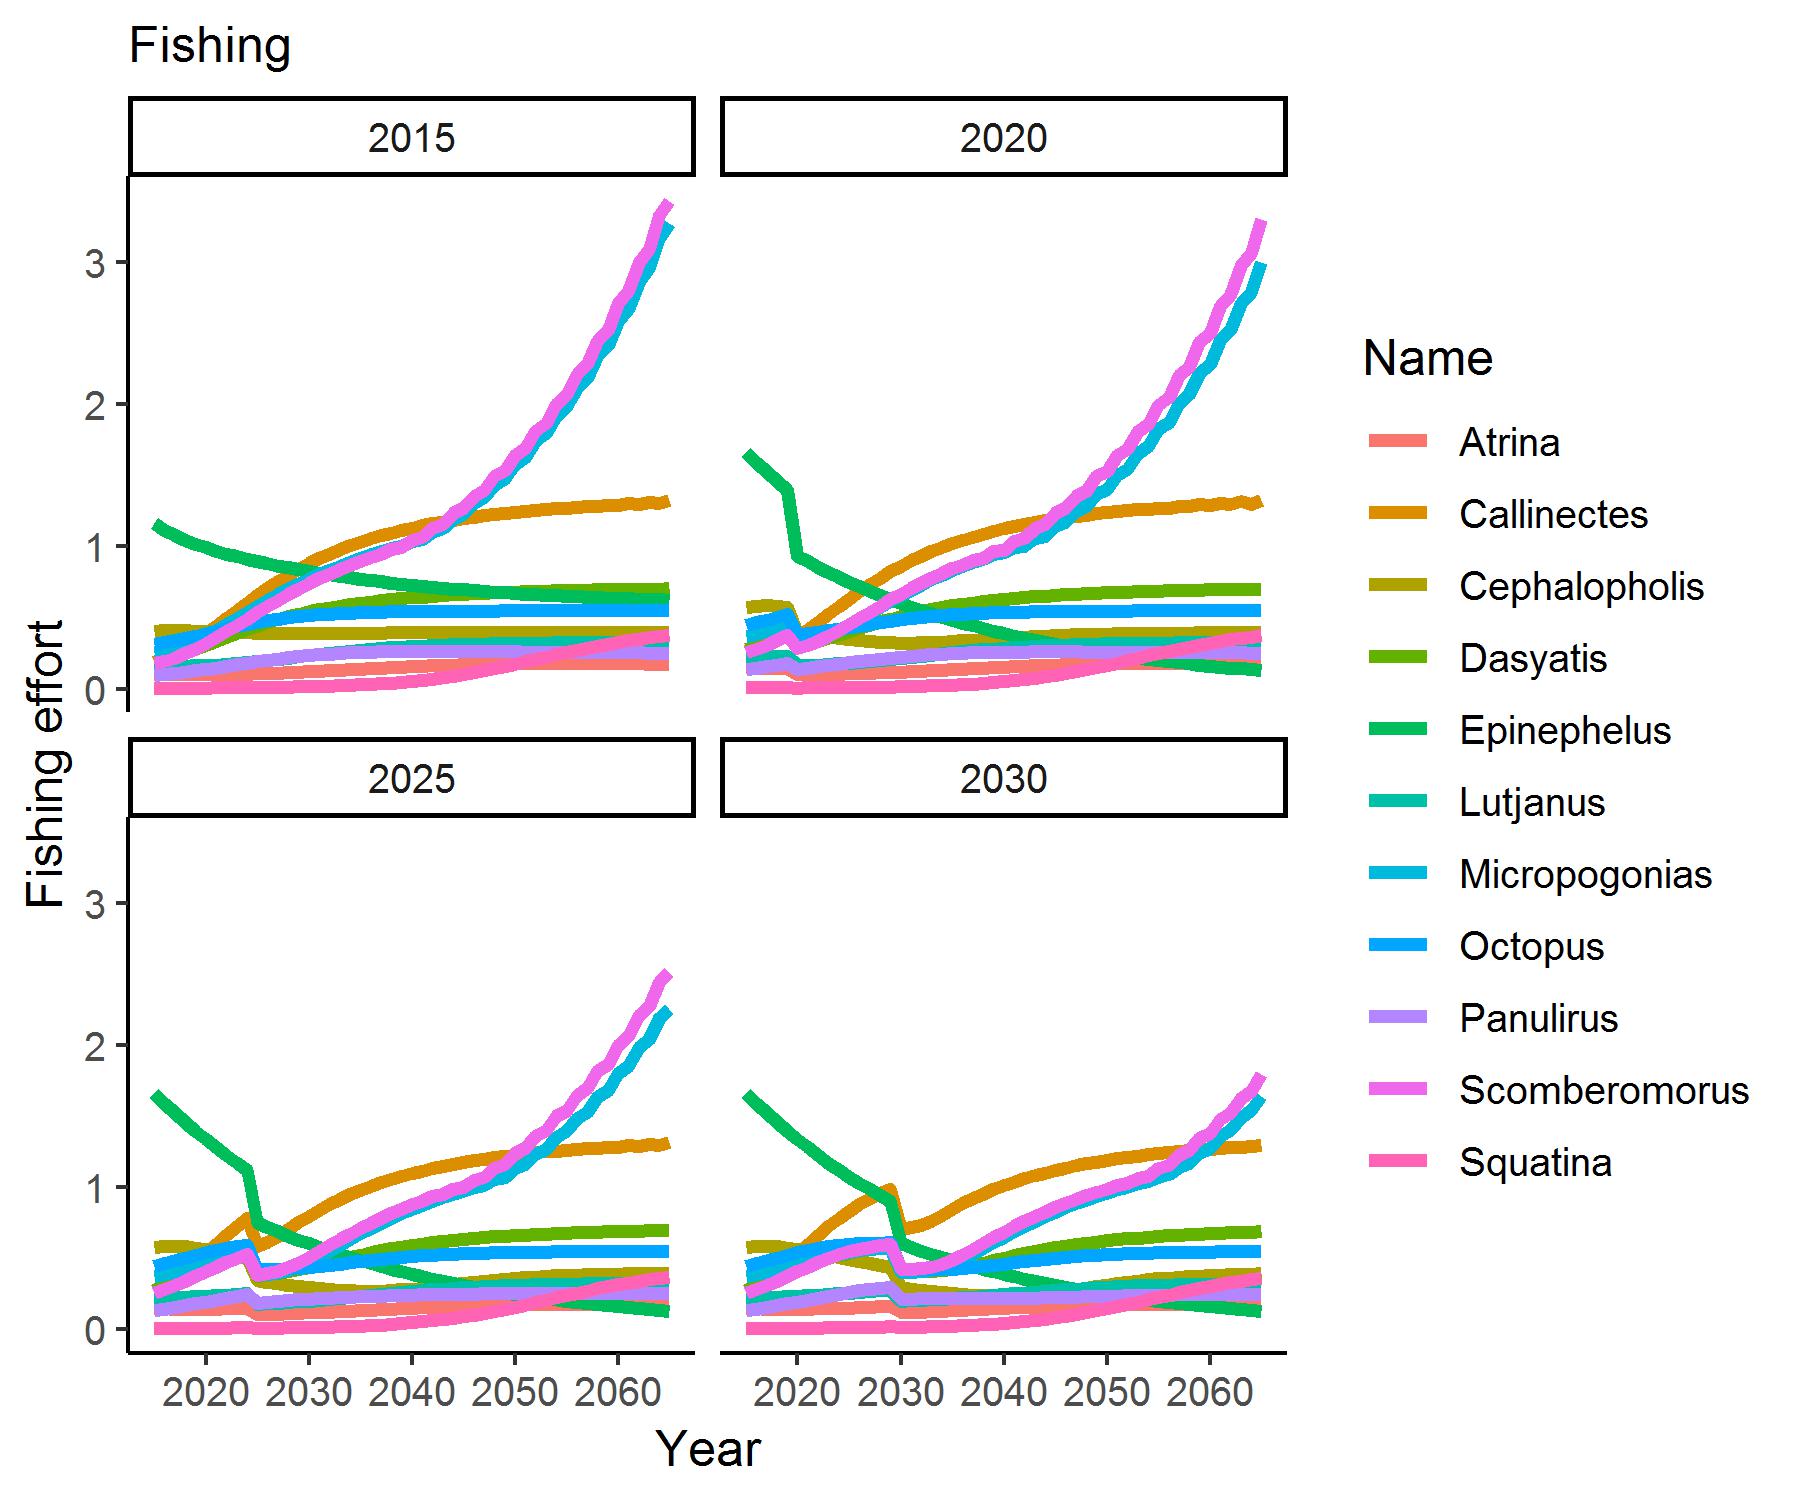 Fishing
2015
2020
3
2
1
0
2025
2030
3
2
1
0
Fishing effort
2020 2030 2040 2050 2060
2020 2030 2040 2050 2060
Year
Name
Atrina
Callinectes
Cephalopholis
Dasyatis
Epinephelus
Lutjanus
Micropogonias
Octopus
Panulirus
Scomberomorus
Squatina